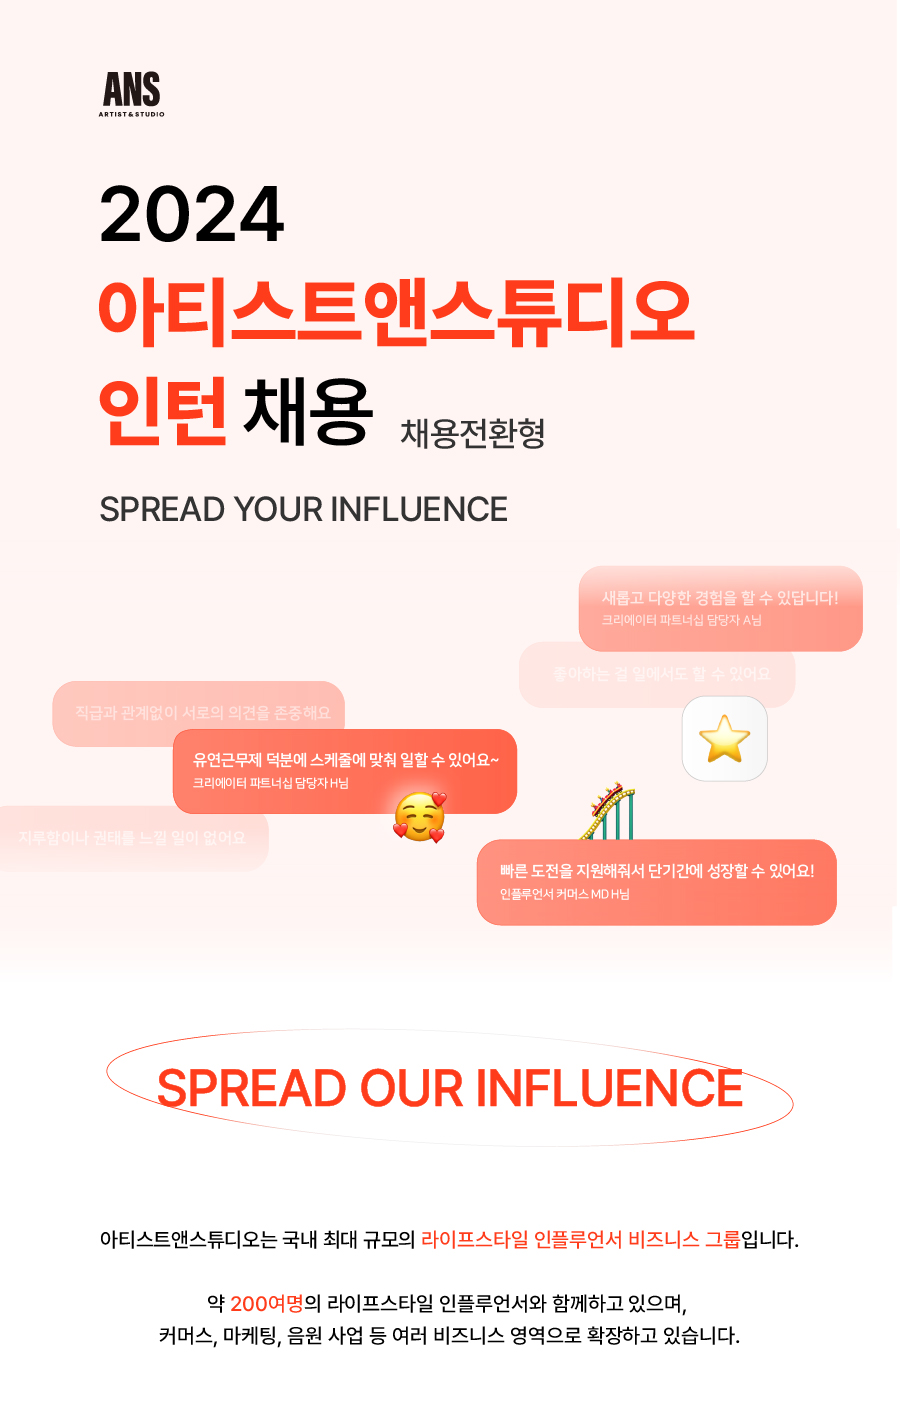 ANS
ARTIST&STUDIO
2024
아티스트앤스튜디오
인턴 채용 채용전환형
SPREAD YOUR INFLUENCE
새롭고 다양한 경험을 할 수 있답니다!
크리에이터 파트너십 담당자 A님
좋아하는 걸 일에서도 할 수 있어요
직급과 관계없이 서로의 의견을 존중해요
유연근무제 덕분에 스케줄에 맞춰 일할 수 있어요~
크리에이터 파트너십 담당자 H님
지루함이나 권태를 느낄 일이 없어요
빠른 도전을 지원해줘서 단기간에 성장할 수 있어요!
인플루언서 커머스 MD H님
SPREAD OUR INFLUENCE
아티스트앤스튜디오는 국내 최대 규모의 라이프스타일 인플루언서 비즈니스 그룹입니다.
약 200여명의 라이프스타일 인플루언서와 함께하고 있으며,
커머스, 마케팅, 음원 사업 등 여러 비즈니스 영역으로 확장하고 있습니다.